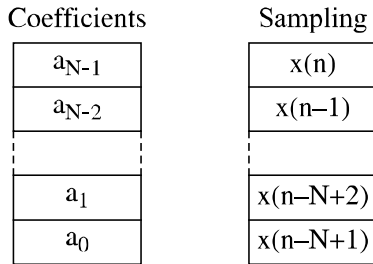 Coefficients Sampling
a_{N-1} x(n)
a_{N-2} x(n–1)
a_1 x(n–N+2)
a_0 x(n–N+1)